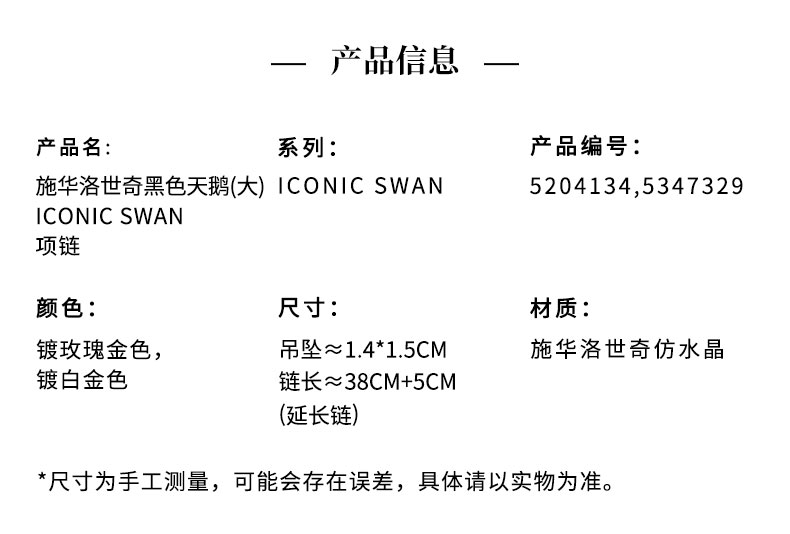 — 产品信息 —
产品名:
施华洛世奇黑色天鹅(大)
ICONIC SWAN
项链
系列：
ICONIC SWAN
产品编号：
5204134,5347329
颜色：
镀玫瑰金色，
镀白金色
尺寸：
吊坠≈1.4*1.5CM
链长≈38CM+5CM
(延长链)
材质：
施华洛世奇仿水晶
*尺寸为手工测量，可能会存在误差，具体请以实物为准。